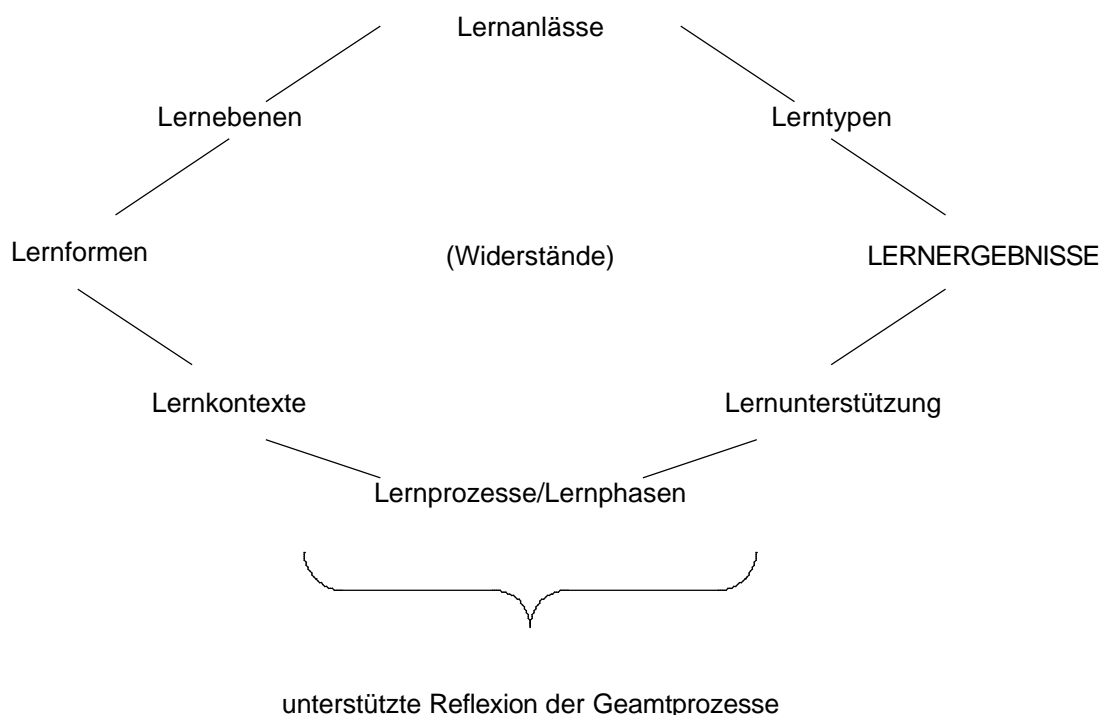 Lernanlässe
Lernebenen
Lerntypen
Lernformen
(Widerstände)
LERNERGEBNISSE
Lernkontexte
Lernunterstützung
Lernprozesse/Lernphasen
unterstützte Reflexion der Geamtprozesse